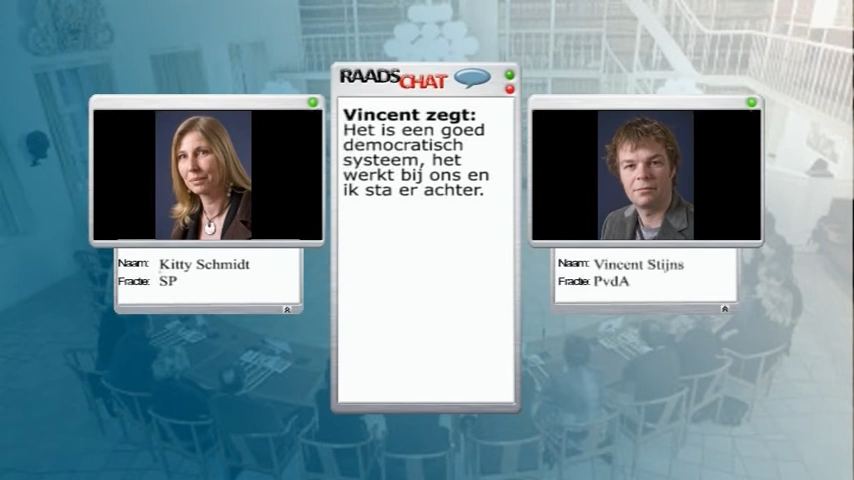 RAADSCHAT
Vincent zegt:
Het is een goed
democratisch
systeem, het
werkt bij ons en
ik sta er achter.
Naam: Kitty Schmidt
Fractie: SP
Naam: Vincent Stijns
Fractie: PvdA